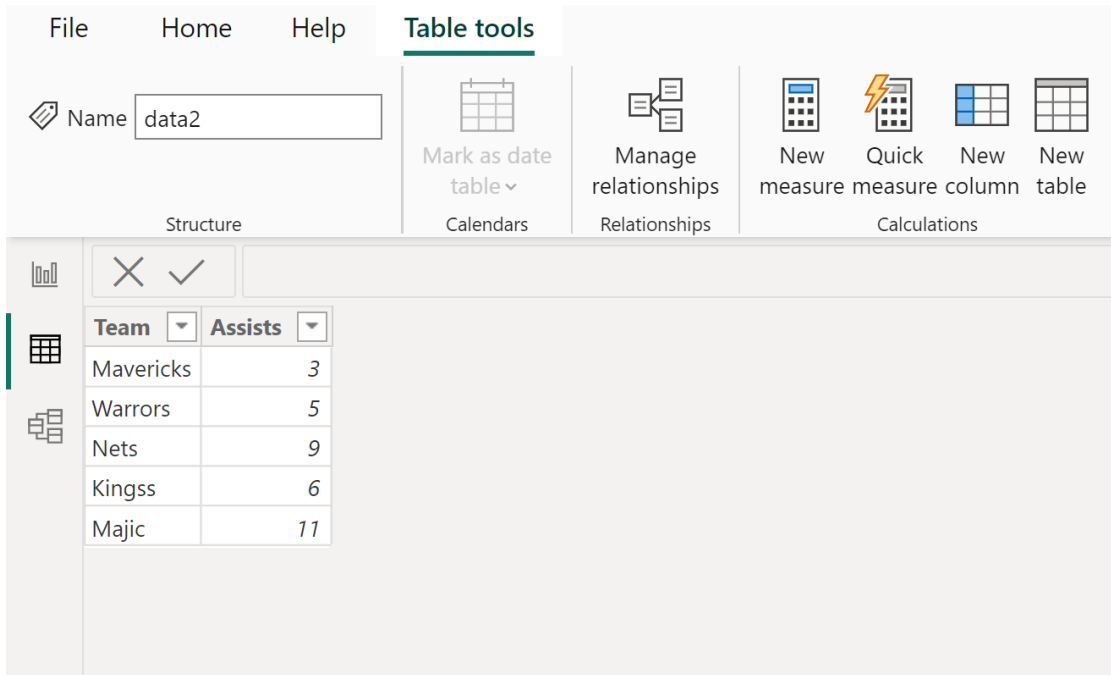 File Home Help Table tools
Name data2
Mark as date table
Manage relationships
New measure
Quick measure
New column
New table
Structure Calendars Relationships Calculations
Team Assists
Mavericks 3
Warrors 5
Nets 9
Kingss 6
Majic 11